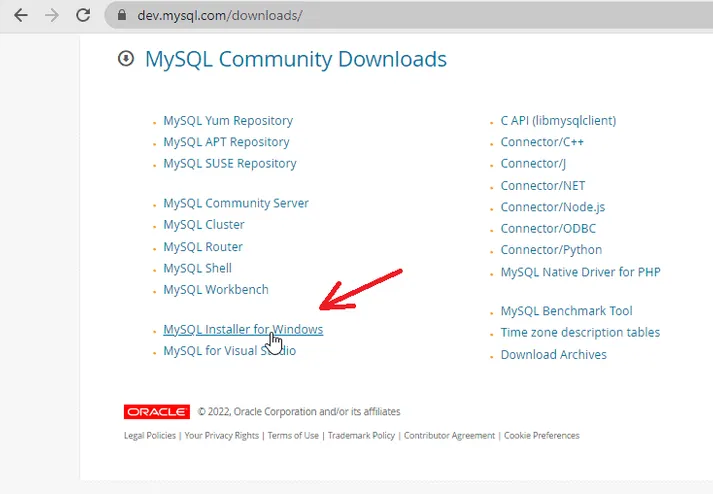 dev.mysql.com/downloads/
MySQL Community Downloads
MySQL Yum Repository
MySQL APT Repository
MySQL SUSE Repository
MySQL Community Server
MySQL Cluster
MySQL Router
MySQL Shell
MySQL Workbench
MySQL Installer for Windows
MySQL for Visual Studio
C API (libmysqlclient)
Connector/C++
Connector/J
Connector/NET
Connector/Node.js
Connector/ODBC
Connector/Python
MySQL Native Driver for PHP
MySQL Benchmark Tool
Time zone description tables
Download Archives
ORACLE © 2022, Oracle Corporation and/or its affiliates
Legal Policies | Your Privacy Rights | Terms of Use | Trademark Policy | Contributor Agreement | Cookie Preferences